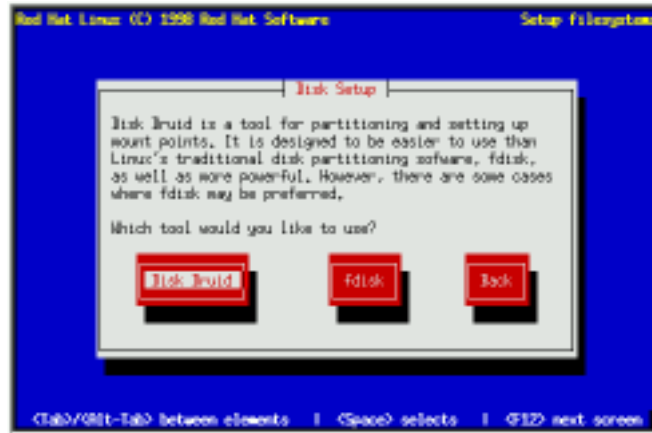 Red Hat Linux (C) 1998 Red Hat Software Setup filesystems
Disk Setup
Disk Druid is a tool for partitioning and setting up
mount points. It is designed to be easier to use than
Linux's traditional disk partitioning sofware, fdisk,
as well as more powerful. However, there are some cases
where fdisk may be preferred.
Which tool would you like to use?
Disk Druid fdisk Back
<Tab>/<Alt-Tab> between elements | <Space> selects | <F12> next screen